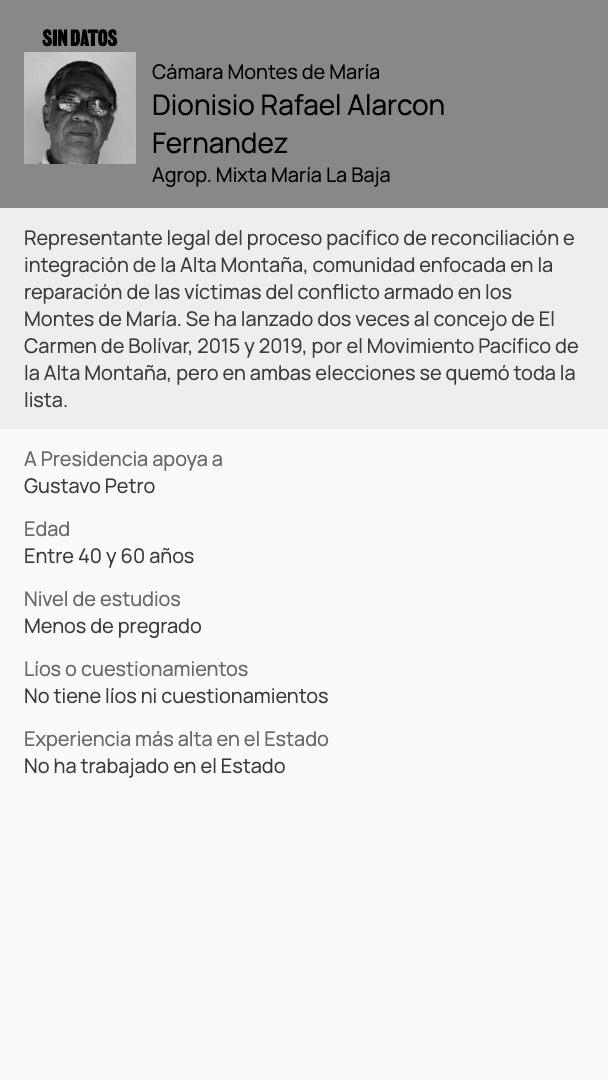 SIN DATOS
Cámara Montes de María
Dionisio Rafael Alarcon
Fernandez
Agrop. Mixta María La Baja
Representante legal del proceso pacífico de reconciliación e
integración de la Alta Montaña, comunidad enfocada en la
reparación de las víctimas del conflicto armado en los
Montes de María. Se ha lanzado dos veces al concejo de El
Carmen de Bolívar, 2015 y 2019, por el Movimiento Pacífico de
la Alta Montaña, pero en ambas elecciones se quemó toda la
lista.
A Presidencia apoya a
Gustavo Petro
Edad
Entre 40 y 60 años
Nivel de estudios
Menos de pregrado
Líos o cuestionamientos
No tiene líos ni cuestionamientos
Experiencia más alta en el Estado
No ha trabajado en el Estado